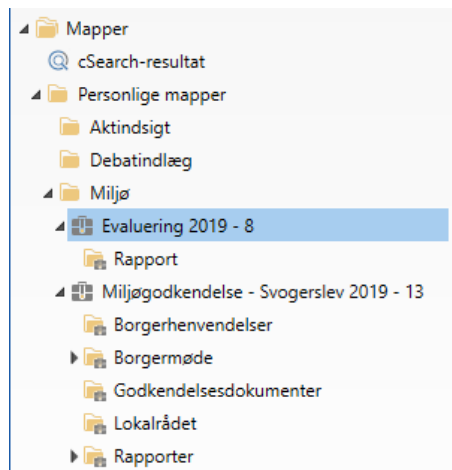 Mapper
cSearch-resultat
Personlige mapper
Aktindsigt
Debatindlæg
Miljø
Evaluering 2019 - 8
Rapport
Miljøgodkendelse - Svogerslev 2019 - 13
Borgerhenvendelser
Borgermøde
Godkendelsesdokumenter
Lokalrådet
Rapporter